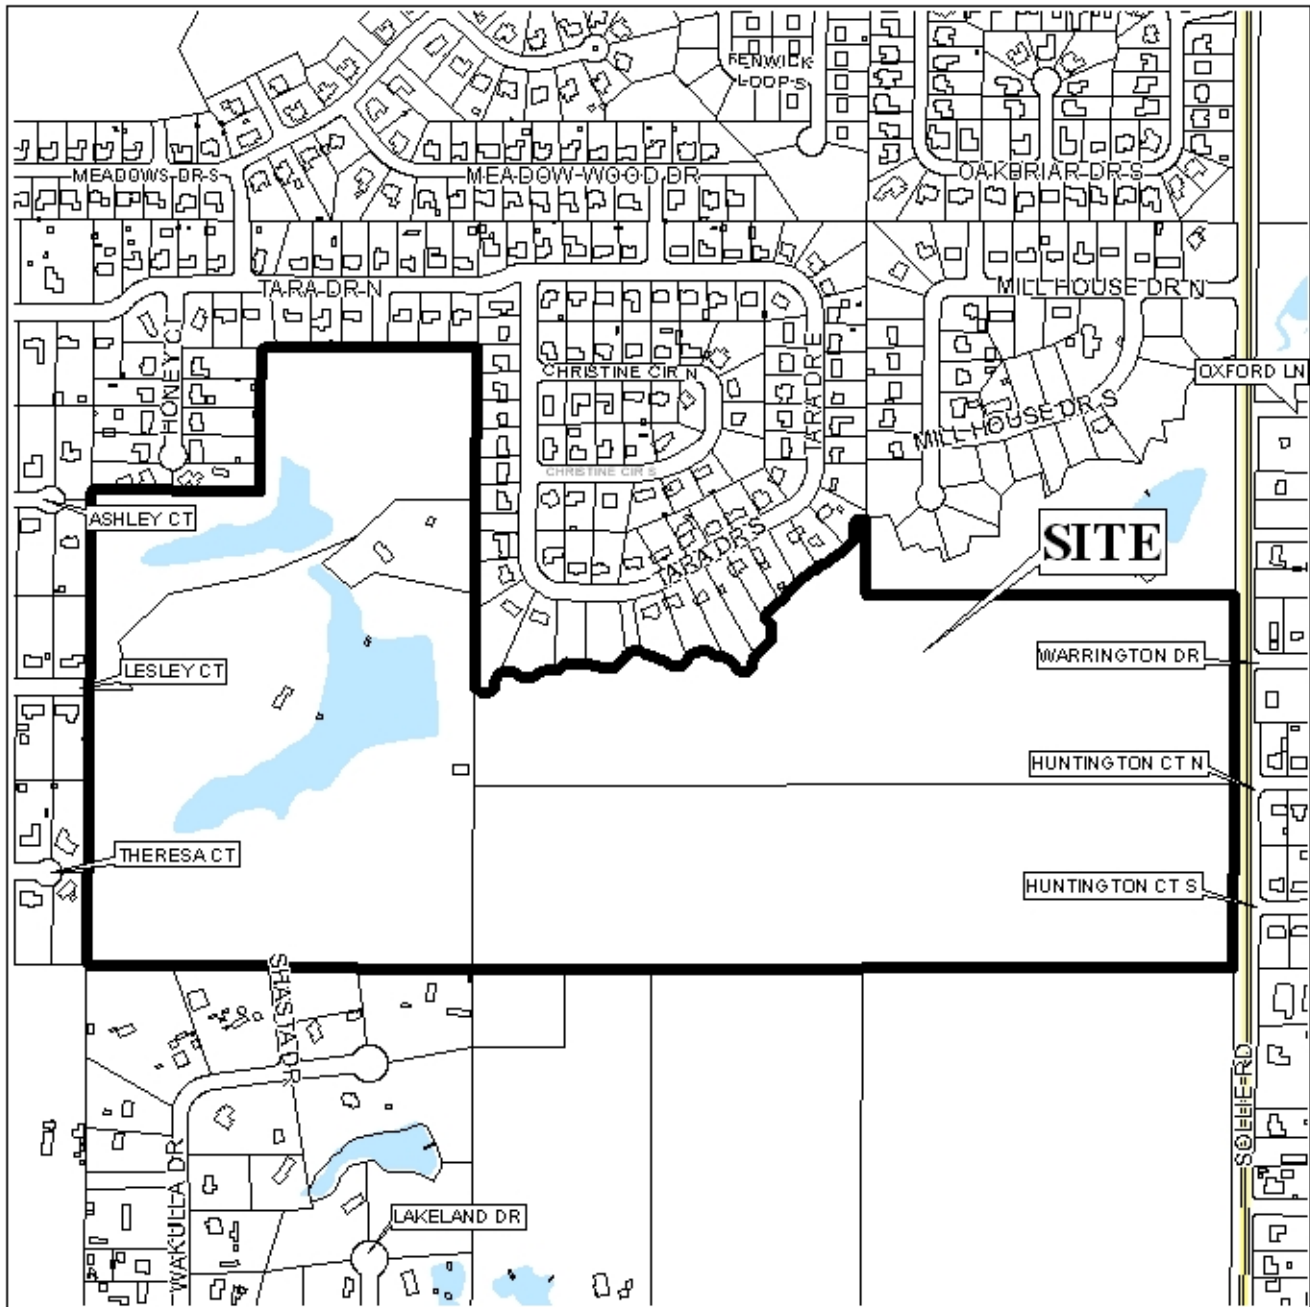 FENWICK
LOOP S
MEADOWS DR S
MEADOW WOOD DR
OAKBRIAR DR S
TARA DR N
MILL HOUSE DR N
HONEY CT
TARA DR E
CHRISTINE CIR N
OXFORD LN
MILL HOUSE DR S
CHRISTINE CIR S
ASHLEY CT
TARA DR S
SITE
LESLEY CT
WARRINGTON DR
HUNTINGTON CT N
THERESA CT
HUNTINGTON CT S
SHASTA DR
SOLLIE RD
WAKULLA DR
LAKELAND DR